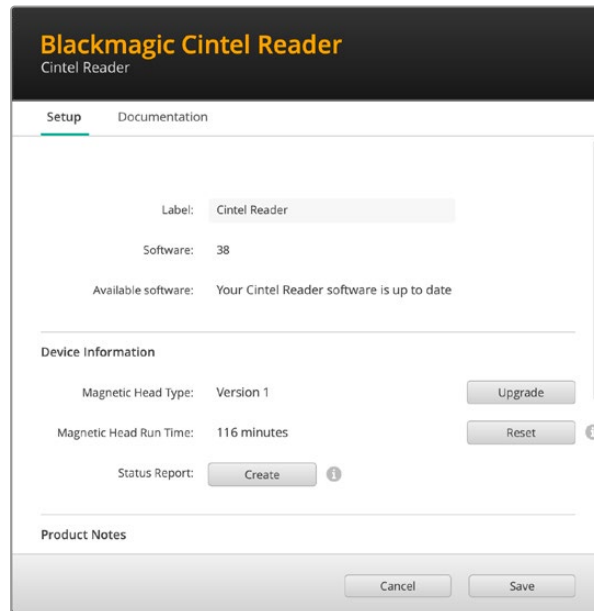 Blackmagic Cintel Reader
Cintel Reader
Setup Documentation
Label: Cintel Reader
Software: 38
Available software: Your Cintel Reader software is up to date
Device Information
Magnetic Head Type: Version 1 Upgrade
Magnetic Head Run Time: 116 minutes Reset
Status Report: Create
Product Notes
Cancel Save